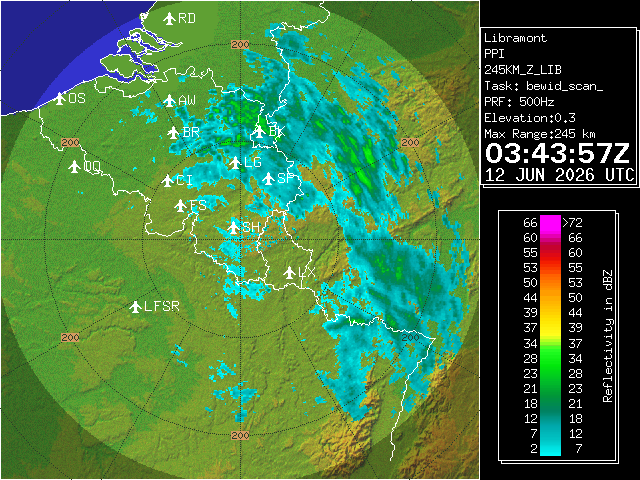 Libramont
PPI
245KM_Z_LIB
Task: bewid_scan_
PRF: 500Hz
Elevation:0.3
Max Range:245 km
03:43:57Z
12 JUN 2026 UTC
RD
200
OS
AW
BR
BK
200
200
QQ
LG
CI
SP
FS
SH
LX
LFSR
200
200
200
66 >72
60 66
55 60
53 55
50 53
44 50
39 44
37 39
34 37
28 34
23 28
21 23
18 21
12 18
7 12
2 7
Reflectivity in dBZ